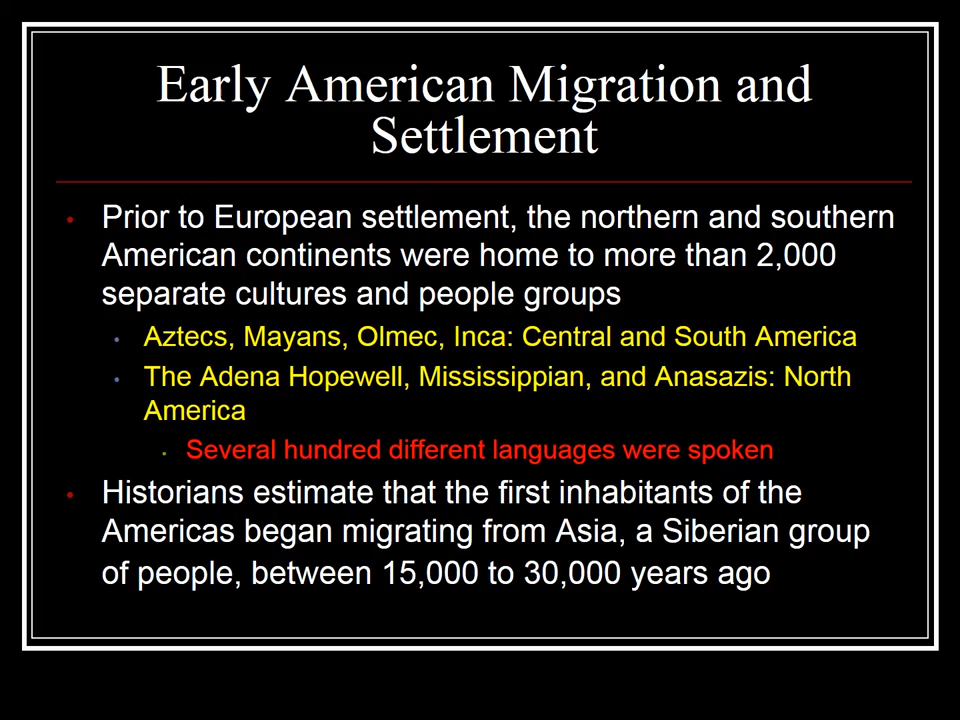 Early American Migration and
Settlement
• Prior to European settlement, the northern and southern
American continents were home to more than 2,000
separate cultures and people groups
• Aztecs, Mayans, Olmec, Inca: Central and South America
• The Adena Hopewell, Mississippian, and Anasazis: North
America
• Several hundred different languages were spoken
• Historians estimate that the first inhabitants of the
Americas began migrating from Asia, a Siberian group
of people, between 15,000 to 30,000 years ago